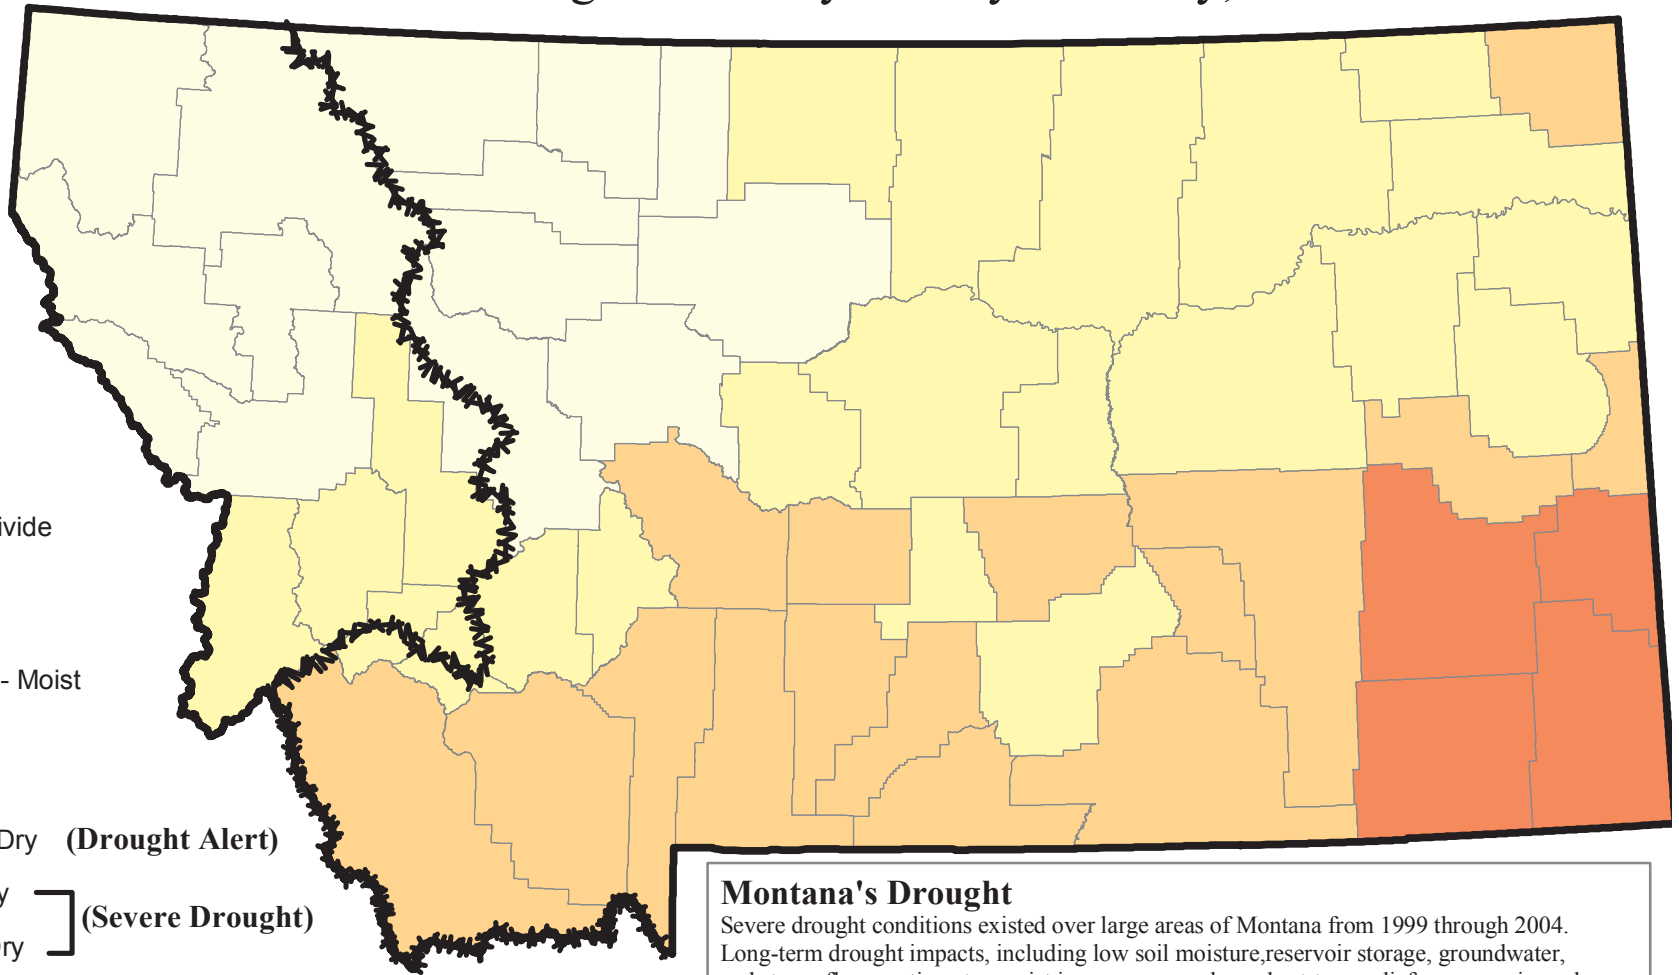 ivide
- Moist
Dry (Drought Alert)
y
(Severe Drought)
Dry
Montana's Drought
Severe drought conditions existed over large areas of Montana from 1999 through 2004.
Long-term drought impacts, including low soil moisture,reservoir storage, groundwater,